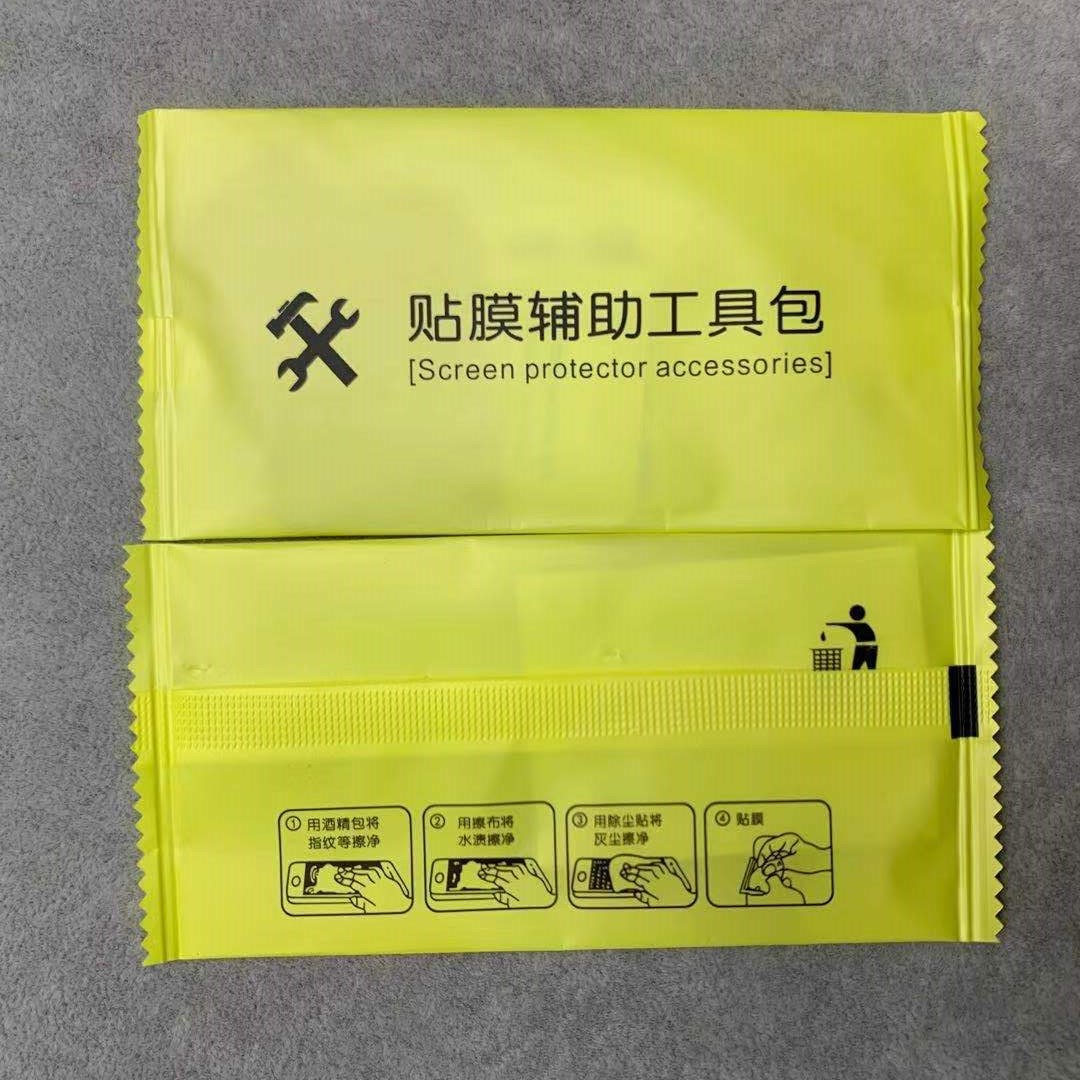 贴膜辅助工具包
[Screen protector accessories]
① 用酒精包将
指纹等擦净
② 用擦布将
水渍擦净
③ 用除尘贴将
灰尘擦净
④ 贴膜